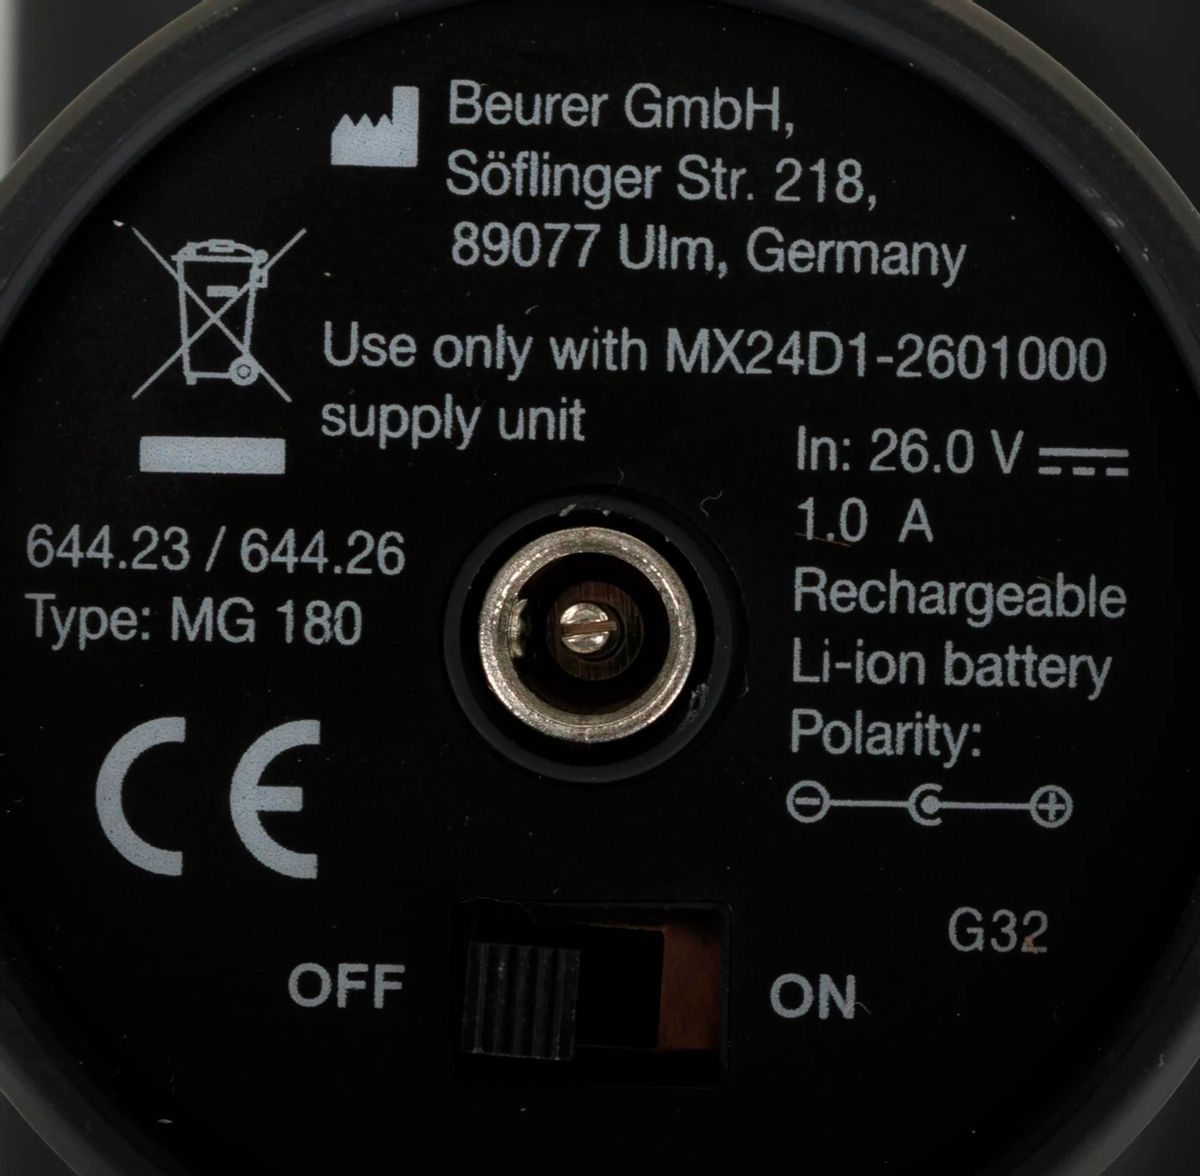 Beurer GmbH,
Söflinger Str. 218,
89077 Ulm, Germany
Use only with MX24D1-2601000
supply unit
In: 26.0 V
1.0 A
Rechargeable
Li-ion battery
Polarity:
644.23 / 644.26
Type: MG 180
CE
G32
OFF
ON